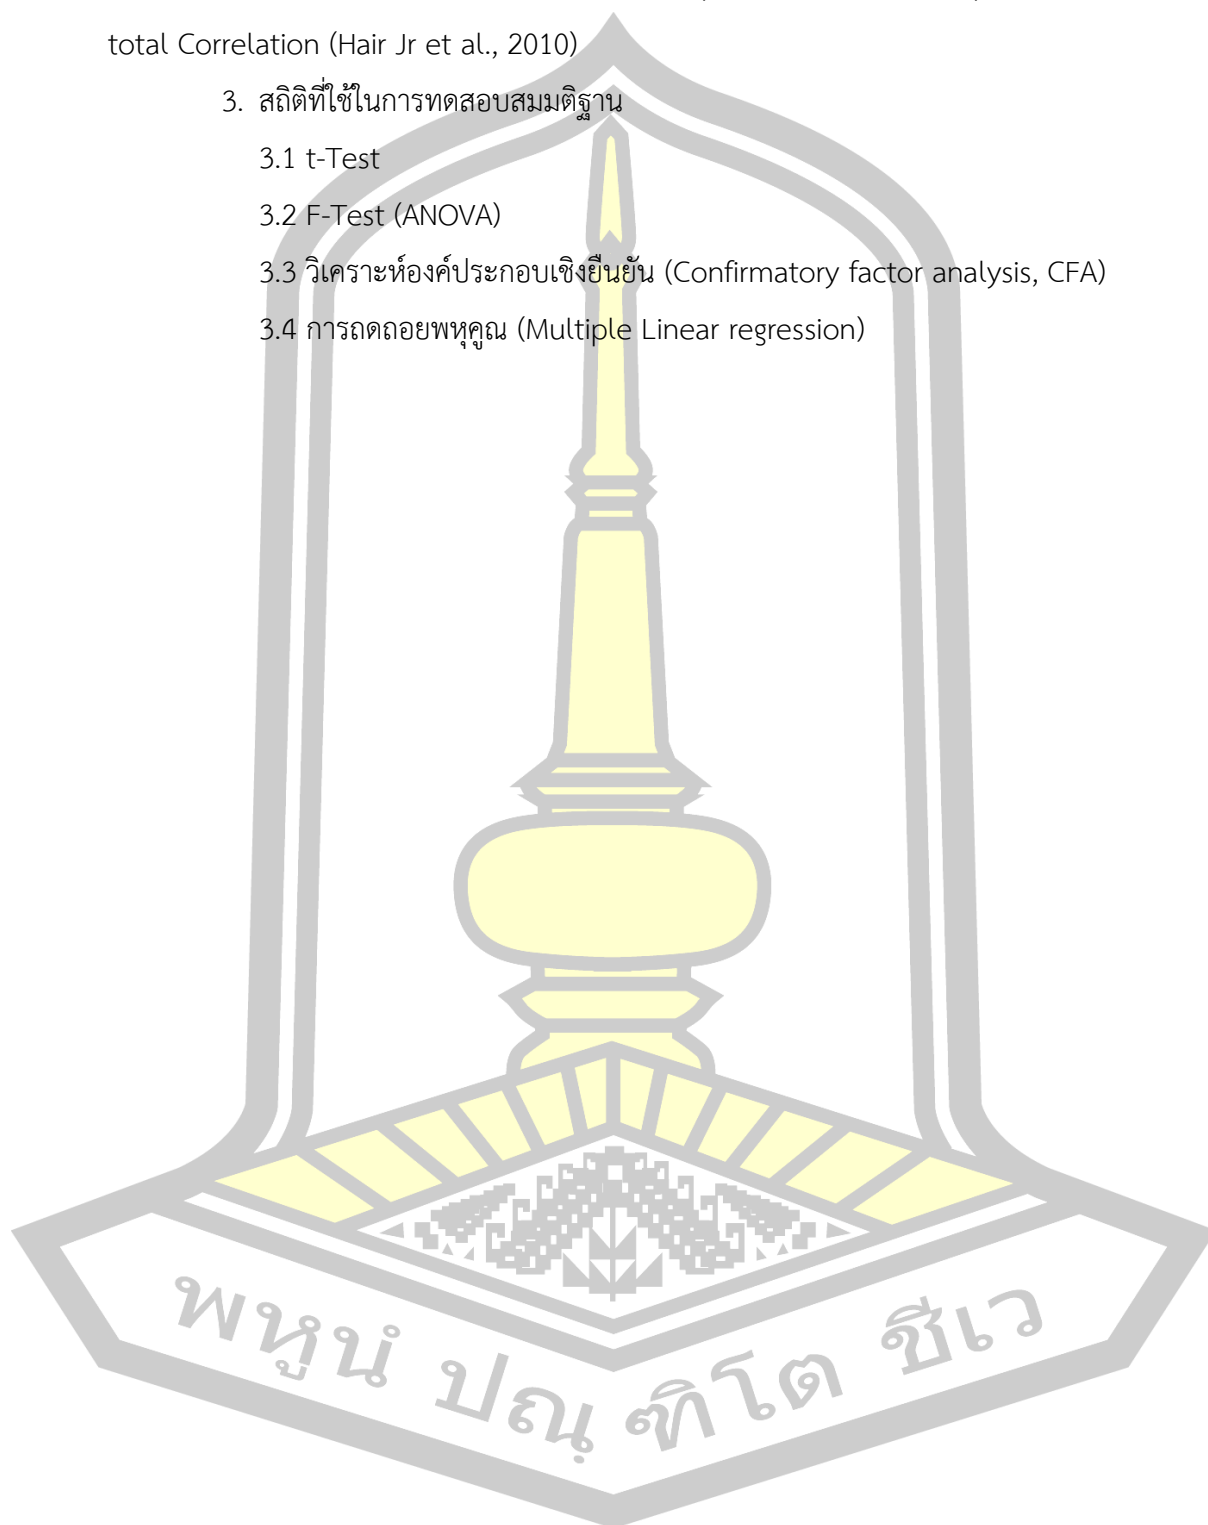 total Correlation (Hair Jr et al., 2010)
3. สถิติที่ใช้ในการทดสอบสมมติฐาน
3.1 t-Test
3.2 F-Test (ANOVA)
3.3 วิเคราะห์องค์ประกอบเชิงยืนยัน (Confirmatory factor analysis, CFA)
3.4 การถดถอยพหุคูณ (Multiple Linear regression)
พหูนํ ปณฺฑิโต ชีเว